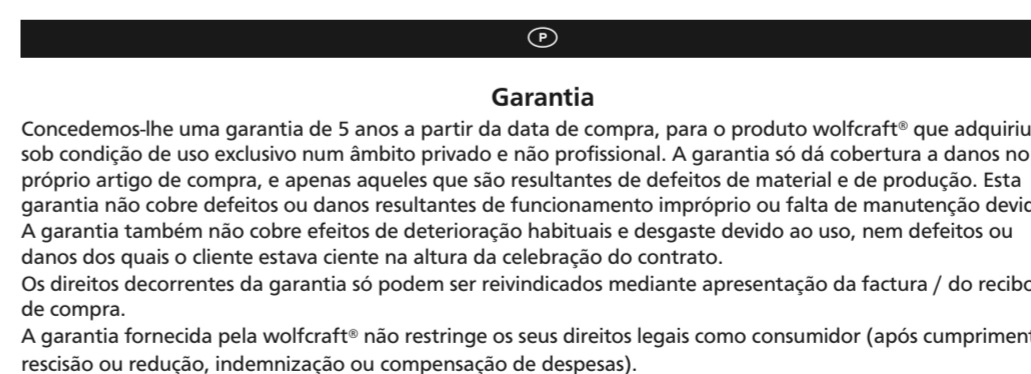 P
Garantia
Concedemos-lhe uma garantia de 5 anos a partir da data de compra, para o produto wolfcraft® que adquiriu
sob condição de uso exclusivo num âmbito privado e não profissional. A garantia só dá cobertura a danos no
próprio artigo de compra, e apenas aqueles que são resultantes de defeitos de material e de produção. Esta
garantia não cobre defeitos ou danos resultantes de funcionamento impróprio ou falta de manutenção
A garantia também não cobre efeitos de deterioração habituais e desgaste devido ao uso, nem defeitos ou
danos dos quais o cliente estava ciente na altura da celebração do contrato.
Os direitos decorrentes da garantia só podem ser reivindicados mediante apresentação da factura / do recibo
de compra.
A garantia fornecida pela wolfcraft® não restringe os seus direitos legais como consumidor (após
rescisão ou redução, indemnização ou compensação de despesas).